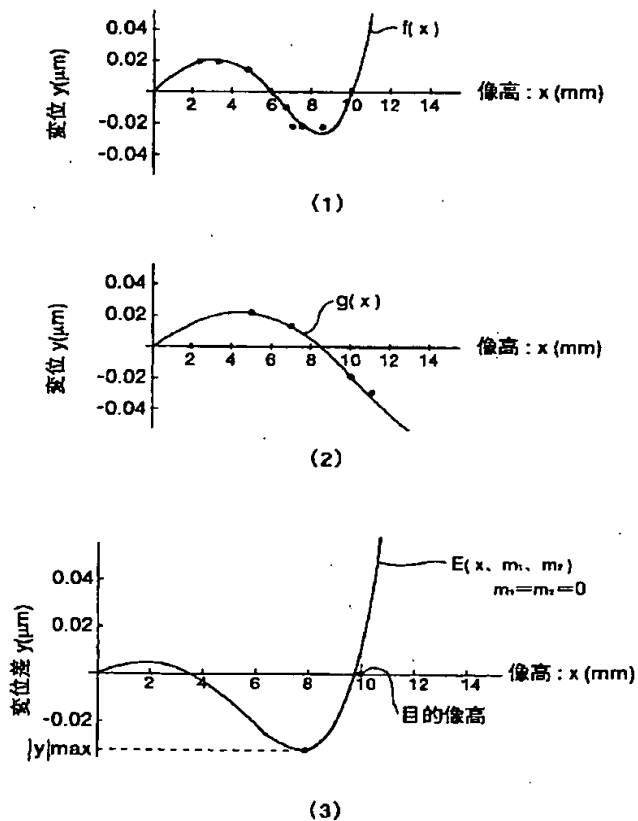 0.04
0.02
-0.02
-0.04
変位 y(μm)
f(x)
0 2 4 6 8 10 12 14
像高:x(mm)
(1)
0.04
0.02
-0.02
-0.04
変位 y(μm)
g(x)
0 2 4 6 8 10 12 14
像高:x(mm)
(2)
0.04
0.02
0
-0.02
|y|max
変位差 y(μm)
E(x、m₁、m₂)
m₁=m₂=0
2 4 6 8 10 12 14
像高:x(mm)
目的像高
(3)